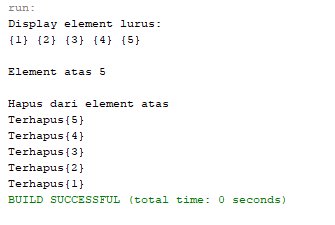 run:
Display element lurus:
{1} {2} {3} {4} {5}
Element atas 5
Hapus dari element atas
Terhapus{5}
Terhapus{4}
Terhapus{3}
Terhapus{2}
Terhapus{1}
BUILD SUCCESSFUL (total time: 0 seconds)